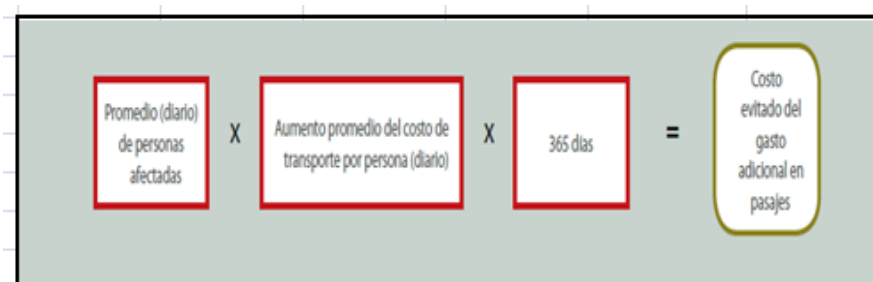 Promedio (diario)
de personas
afectadas
X
Aumento promedio del costo de
transporte por persona (diario)
X
365 días
=
Costo
evitado del
gasto
adicional en
pasajes